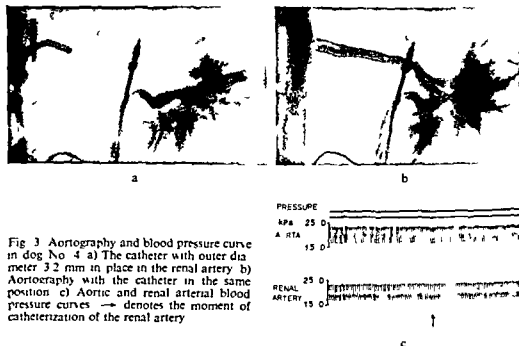 a
b
PRESSURE
kPa
25 0
A RTA
15 0
RENAL
ARTERY
25 0
15 0
c
Fig 3 Aortography and blood pressure curve
in dog No 4 a) The catheter with outer dia
meter 3 2 mm in place in the renal artery b)
Aortography with the catheter in the same
position c) Aortic and renal arterial blood
pressure curves → denotes the moment of
catheterization of the renal artery